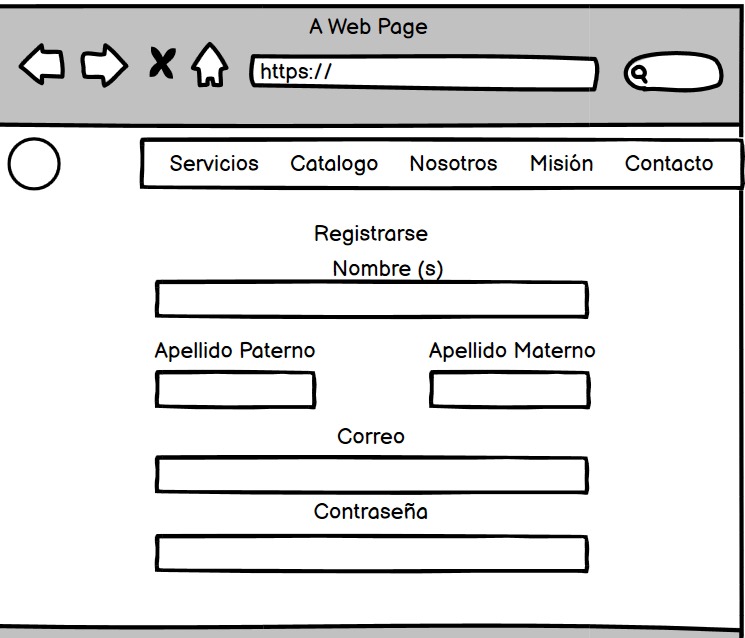 A Web Page
https://
Servicios Catalogo Nosotros Misión Contacto
Registrarse
Nombre (s)
Apellido Paterno Apellido Materno
Correo
Contraseña